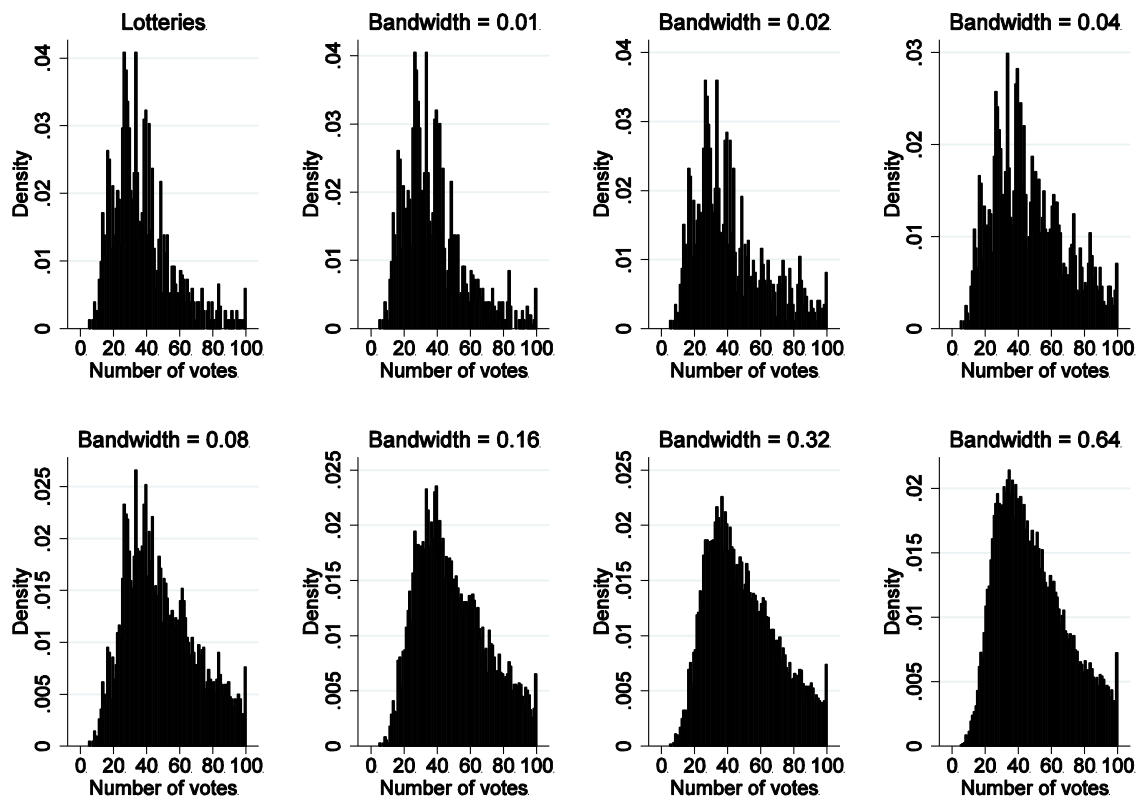 Lotteries
Density
0 .01 .02 .03 .04
0 20 40 60 80 100
Number of votes
Bandwidth = 0.01
Density
0 .01 .02 .03 .04
0 20 40 60 80 100
Number of votes
Bandwidth = 0.02
Density
0 .01 .02 .03 .04
0 20 40 60 80 100
Number of votes
Bandwidth = 0.04
Density
0 .01 .02 .03
0 20 40 60 80 100
Number of votes
Bandwidth = 0.08
Density
0 .005 .01 .015 .02 .025
0 20 40 60 80 100
Number of votes
Bandwidth = 0.16
Density
0 .005 .01 .015 .02 .025
0 20 40 60 80 100
Number of votes
Bandwidth = 0.32
Density
0 .005 .01 .015 .02 .025
0 20 40 60 80 100
Number of votes
Bandwidth = 0.64
Density
0 .005 .01 .015 .02
0 20 40 60 80 100
Number of votes